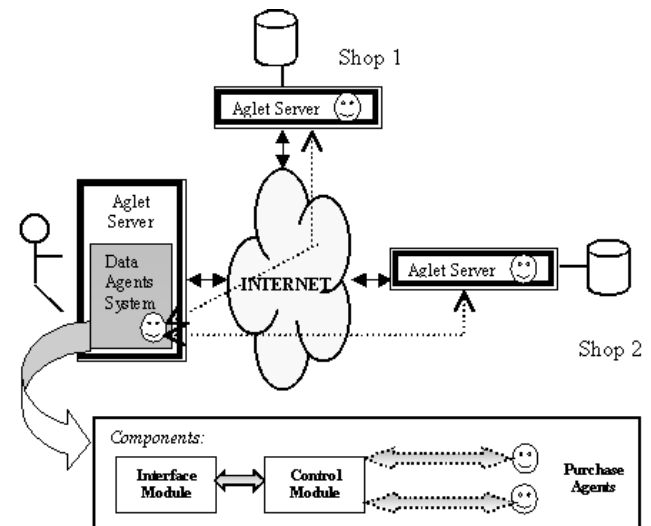 Shop 1
Aglet Server
Aglet
Server
Data
Agents
System
INTERNET
Aglet Server
Shop 2
Components:
Interface
Module
Control
Module
Purchase
Agents